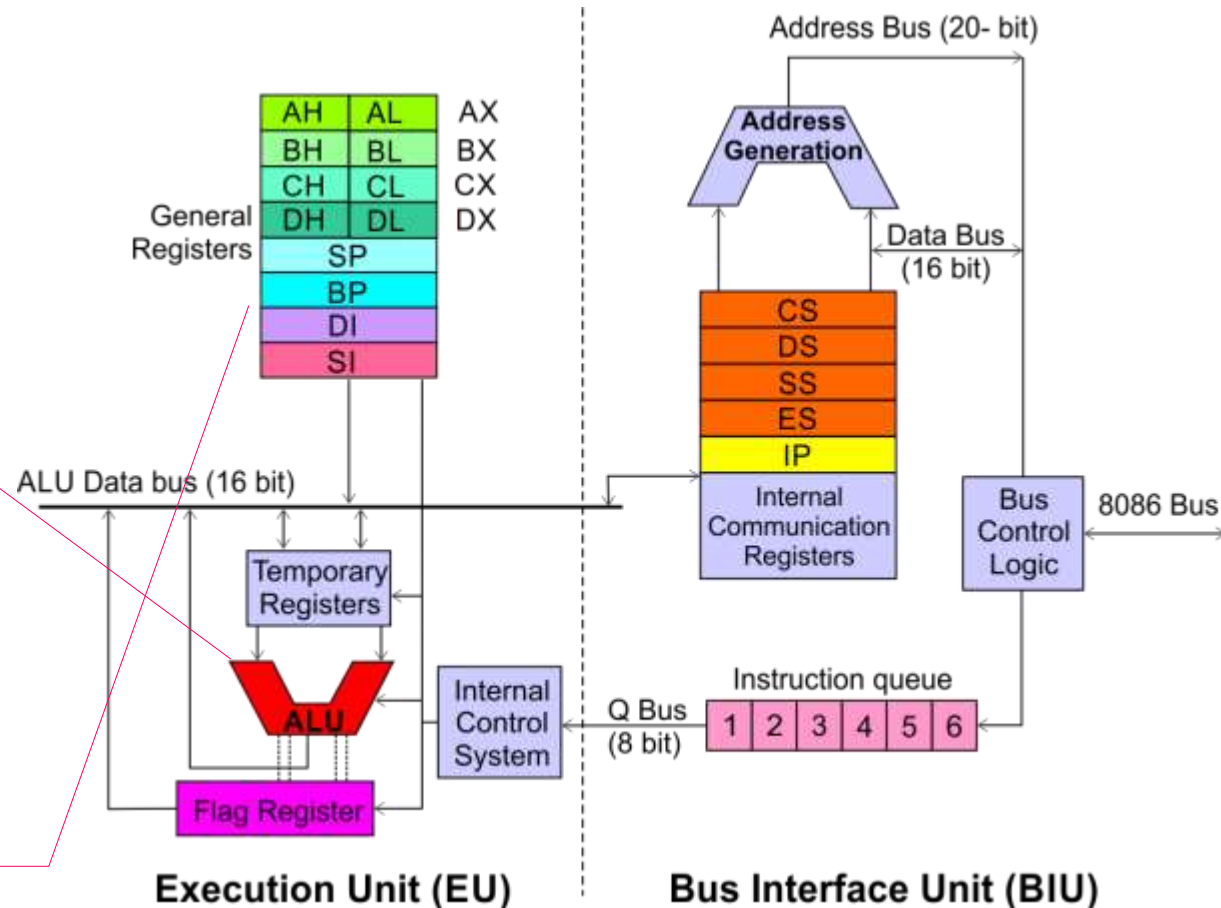 Address Bus (20- bit)
AH AL AX
BH BL BX
CH CL CX
DH DL DX
General
Registers
SP
BP
DI
SI
Address
Generation
Data Bus
(16 bit)
CS
DS
SS
ES
IP
Internal
Communication
Registers
Bus
Control
Logic
8086 Bus
ALU Data bus (16 bit)
Temporary
Registers
ALU
Internal
Control
System
Flag Register
Q Bus
(8 bit)
Instruction queue
1 2 3 4 5 6
Execution Unit (EU)
Bus Interface Unit (BIU)